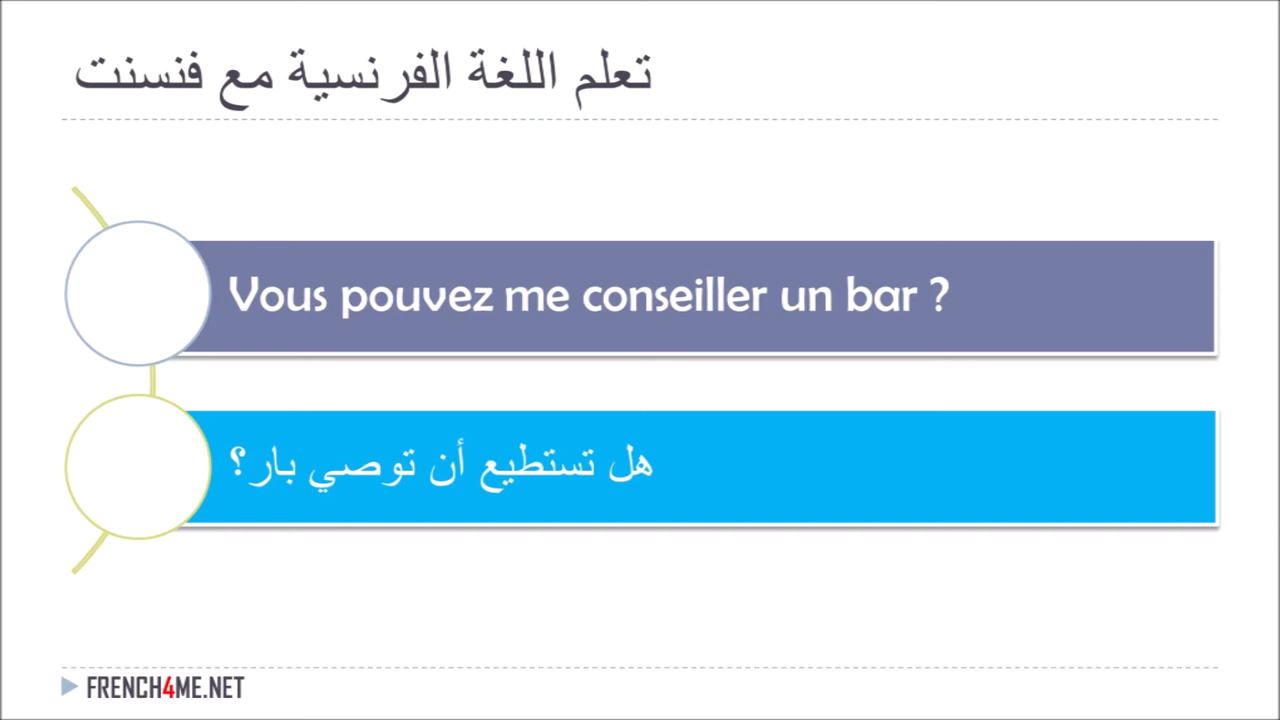 تعلم اللغة الفرنسية مع فنسنت
Vous pouvez me conseiller un bar ?
هل تستطيع أن توصي بار؟
FRENCH4ME.NET